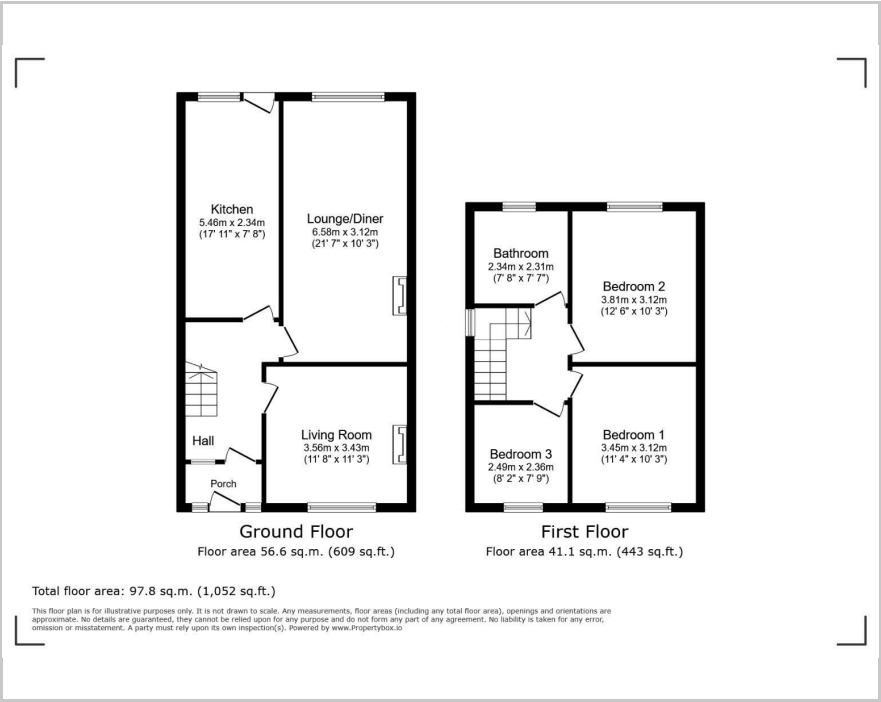 Kitchen
5.46m x 2.34m
(17' 11" x 7' 8")
Lounge/Diner
6.58m x 3.12m
(21' 7" x 10' 3")
Hall
Living Room
3.56m x 3.43m
(11' 8" x 11' 3")
Porch
Ground Floor
Floor area 56.6 sq.m. (609 sq.ft.)
Bathroom
2.34m x 2.31m
(7' 8" x 7' 7")
Bedroom 2
3.81m x 3.12m
(12' 6" x 10' 3")
Bedroom 3
2.49m x 2.36m
(8' 2" x 7' 9")
Bedroom 1
3.45m x 3.12m
(11' 4" x 10' 3")
First Floor
Floor area 41.1 sq.m. (443 sq.ft.)
Total floor area: 97.8 sq.m. (1,052 sq.ft.)
This floor plan is for illustrative purposes only. It is not drawn to scale. Any measurements, floor areas (including any total floor area), openings and orientations are
approximate. No details are guaranteed, they cannot be relied upon for any purpose and do not form any part of any agreement. No liability is taken for any error,
omission or misstatement. A party must rely upon its own inspection(s). Powered by www.Propertybox.io